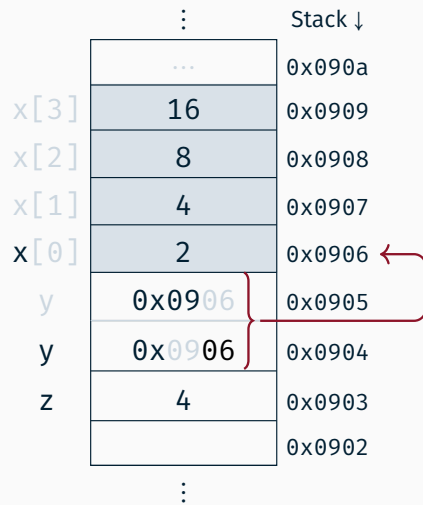 ⋮ Stack ↓
... 0x090a
x[3] 16 0x0909
x[2] 8 0x0908
x[1] 4 0x0907
x[0] 2 0x0906
y 0x0906 0x0905
y 0x0906 0x0904
z 4 0x0903
0x0902
⋮